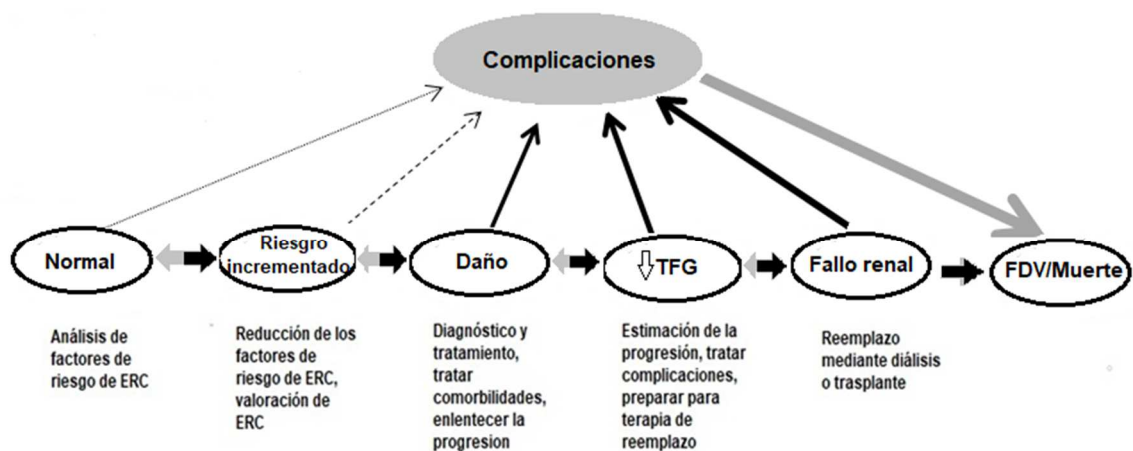 Complicaciones
Normal
Riesgro
incrementado
Daño
TFG
Fallo renal
FDV/Muerte
Análisis de
factores de
riesgo de ERC
Reducción de los
factores de
riesgo de ERC,
valoración de
ERC
Diagnóstico y
tratamiento,
tratar
comorbilidades,
enlentecer la
progresion
Estimación de la
progresión, tratar
complicaciones,
preparar para
terapia de
reemplazo
Reemplazo
mediante diálisis
o trasplante